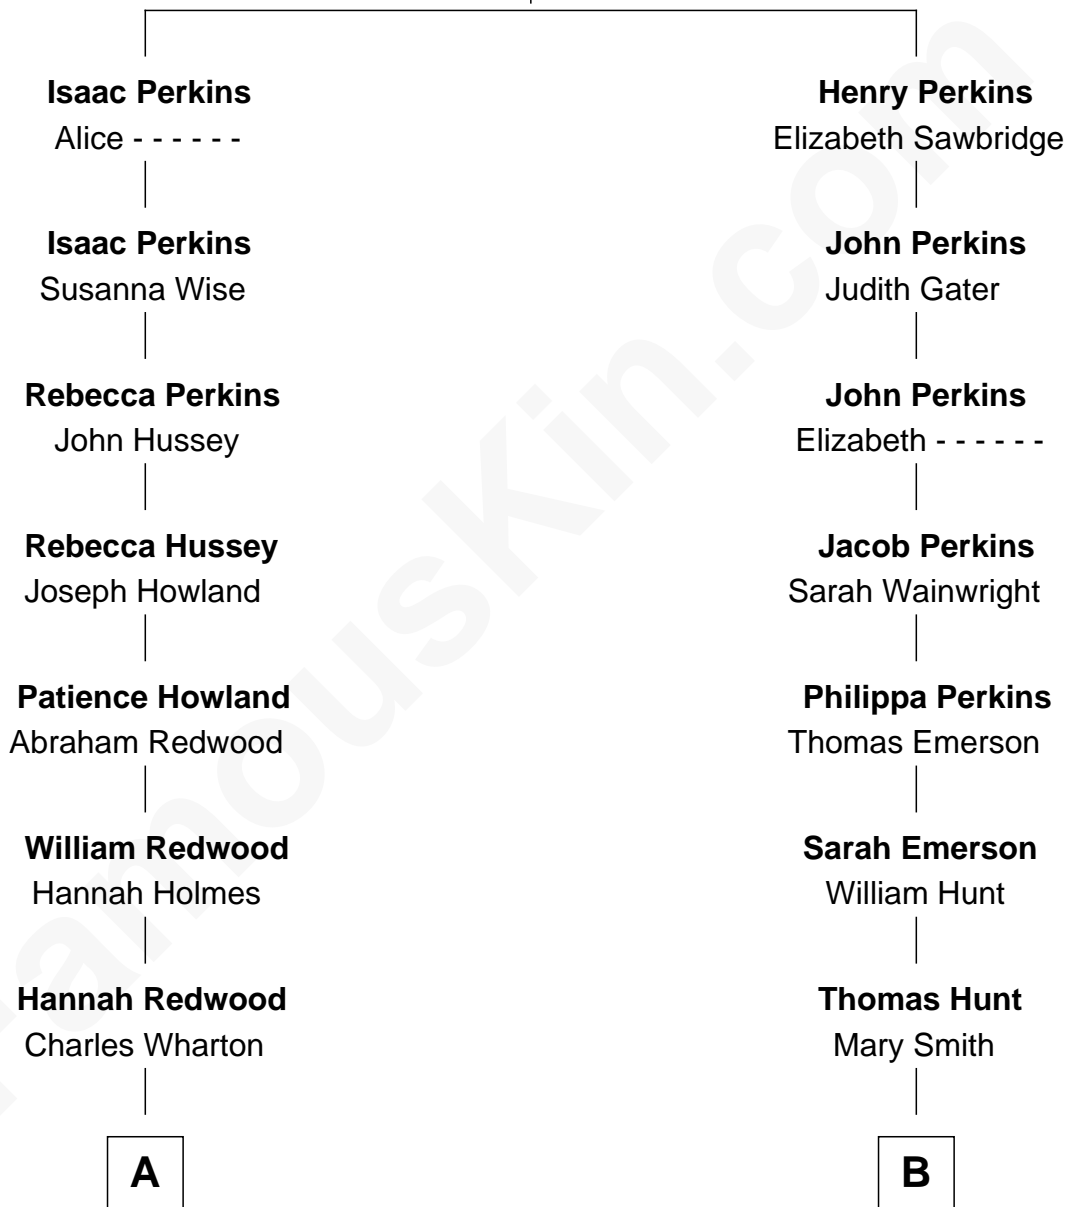 Isaac Perkins
Alice - - - - - -
Henry Perkins
Elizabeth Sawbridge
Isaac Perkins
Susanna Wise
John Perkins
Judith Gater
Rebecca Perkins
John Hussey
John Perkins
Elizabeth - - - - - -
Rebecca Hussey
Joseph Howland
Jacob Perkins
Sarah Wainwright
Patience Howland
Abraham Redwood
Philippa Perkins
Thomas Emerson
William Redwood
Hannah Holmes
Sarah Emerson
William Hunt
Hannah Redwood
Charles Wharton
Thomas Hunt
Mary Smith
A
B
FamousKin.com